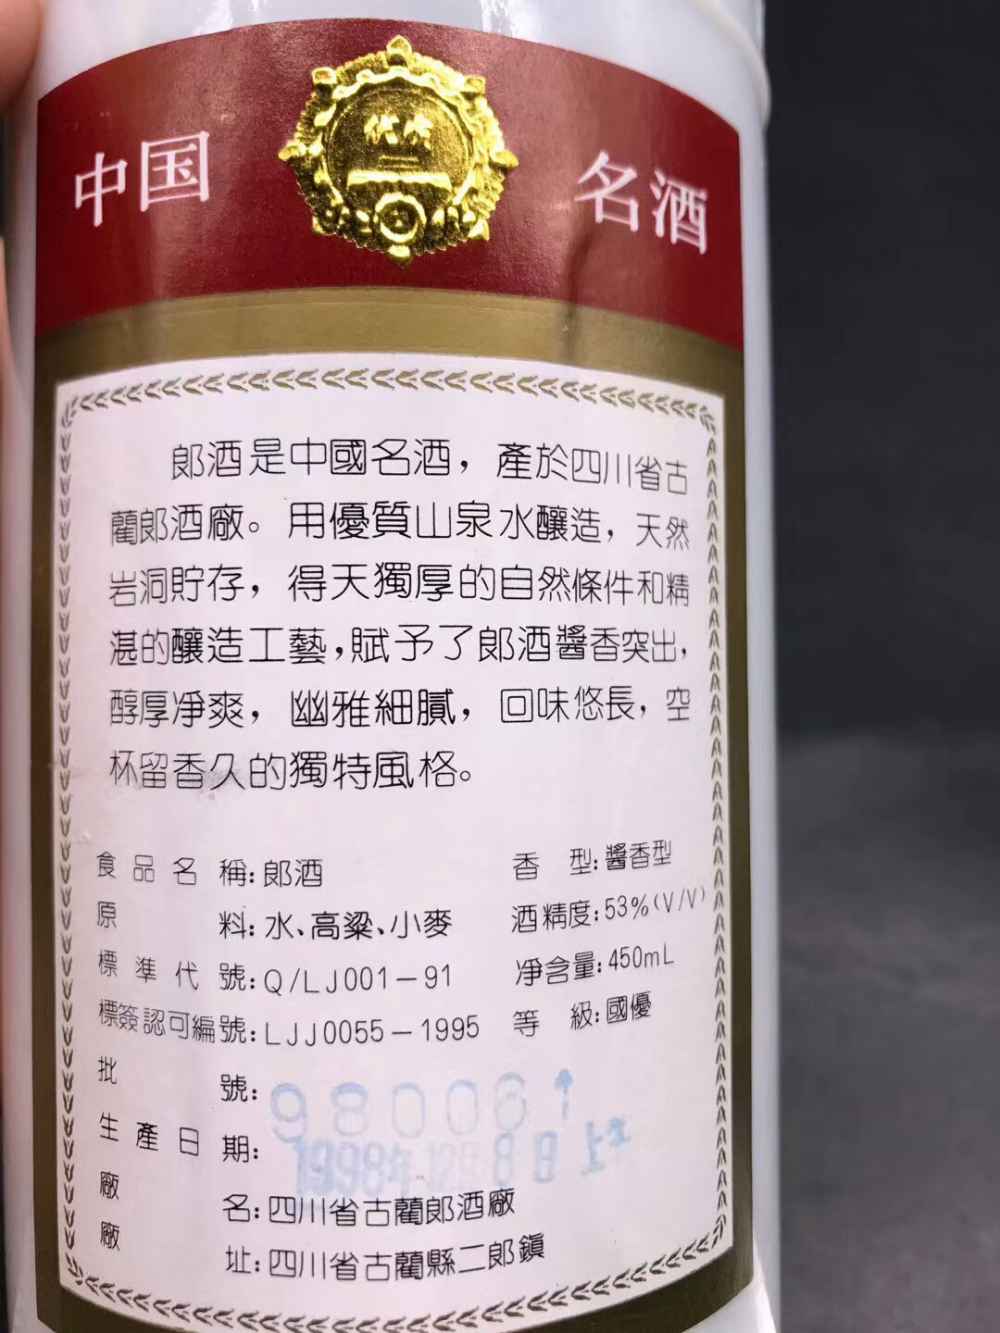 中国 名酒
郎酒是中國名酒，產於四川省古
藺郎酒廠。用優質山泉水釀造，天然
岩洞貯存，得天獨厚的自然條件和精
湛的釀造工藝，賦予了郎酒醬香突出，
醇厚凈爽，幽雅細膩，回味悠長，空
杯留香久的獨特風格。
食品名稱：郎酒 香型：醬香型
原料：水、高粱、小麥 酒精度：53%(V/V)
標準代號：Q/LJ001－91 凈含量：450mL
標簽認可編號：LJJ0055－1995 等級：國優
批號：
生產日期：1998年
廠名：四川省古藺郎酒廠
廠址：四川省古藺縣二郎鎮